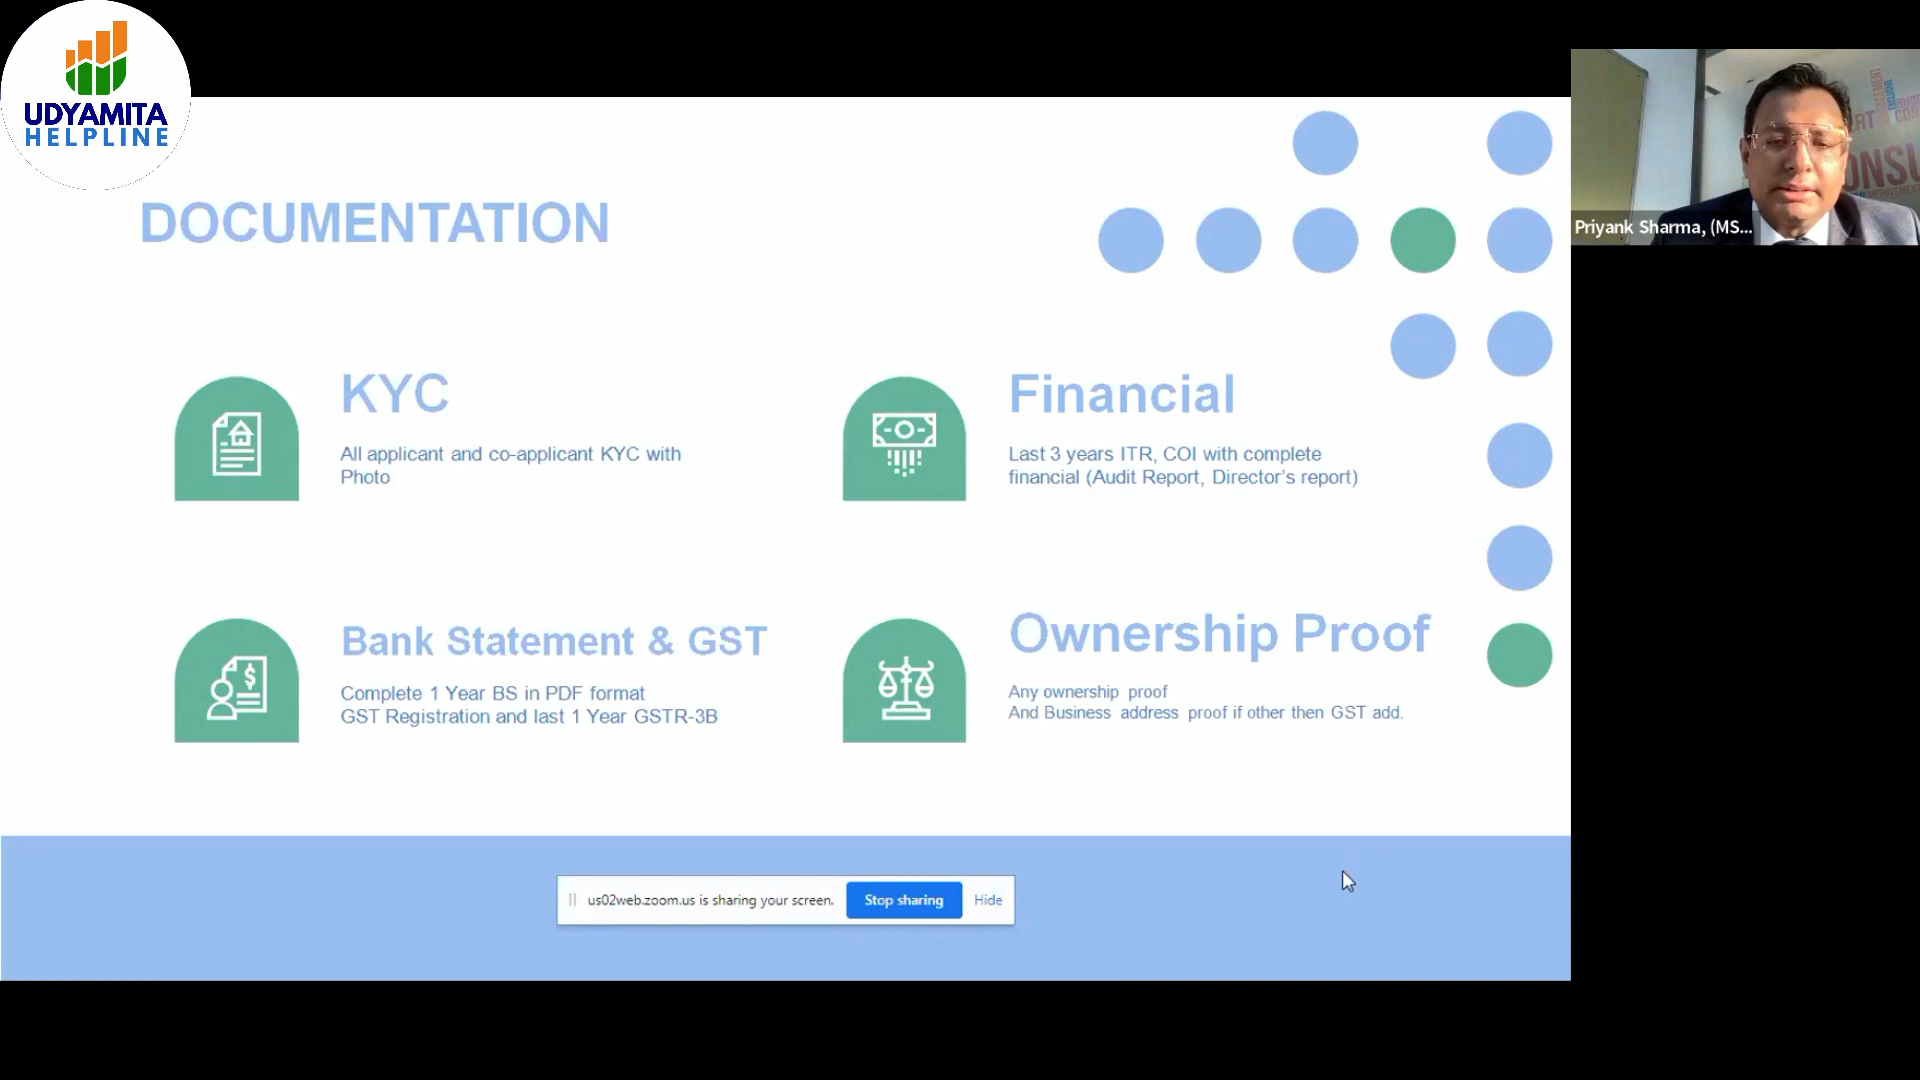 UDYAMITA
HELPLINE
DOCUMENTATION
KYC
All applicant and co-applicant KYC with
Photo
Financial
Last 3 years ITR, COI with complete
financial (Audit Report, Director's report)
Bank Statement & GST
Complete 1 Year BS in PDF format
GST Registration and last 1 Year GSTR-3B
Ownership Proof
Any ownership proof
And Business address proof if other then GST add.
us02web.zoom.us is sharing your screen.
Stop sharing
Hide
Priyank Sharma, (MS...